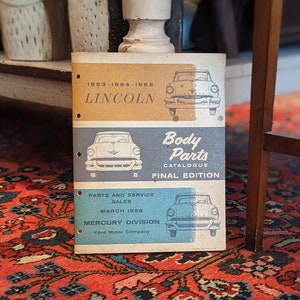 1953-1954-1955
LINCOLN
Body
Parts
CATALOGUE
FINAL EDITION
PARTS AND SERVICE
SALES
MARCH 1956
MERCURY DIVISION
Ford Motor Company